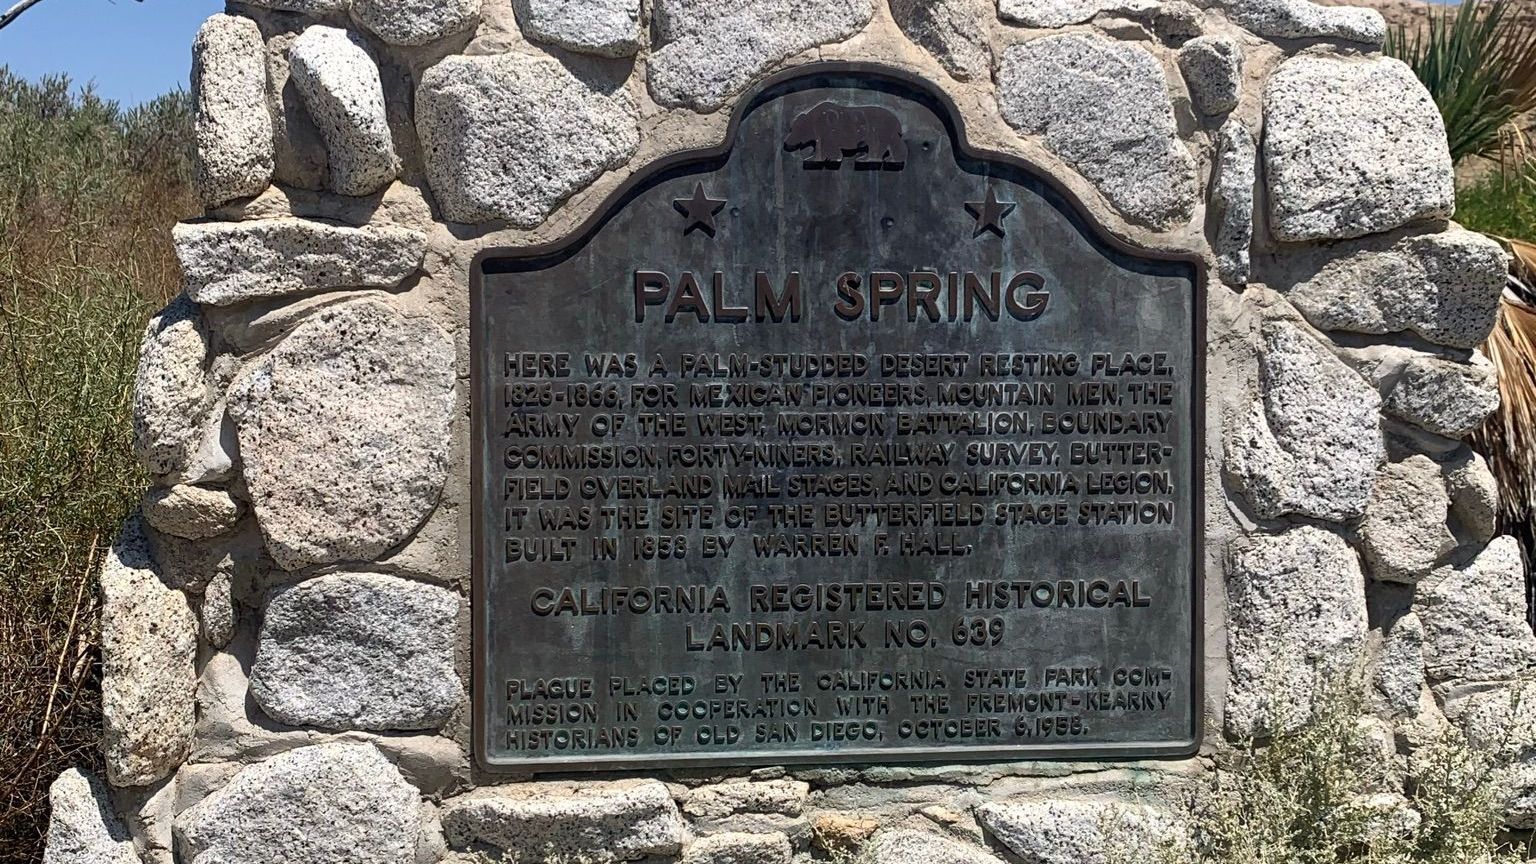 PALM SPRING
HERE WAS A PALM-STUDDED DESERT RESTING PLACE,
1826-1866, FOR MEXICAN PIONEERS, MOUNTAIN MEN, THE
ARMY OF THE WEST, MORMON BATTALION, BOUNDARY
COMMISSION, FORTY-NINERS, RAILWAY SURVEY, BUTTER-
FIELD OVERLAND MAIL STAGES, AND CALIFORNIA LEGION.
IT WAS THE SITE OF THE BUTTERFIELD STAGE STATION
BUILT IN 1858 BY WARREN F. HALL.
CALIFORNIA REGISTERED HISTORICAL
LANDMARK NO. 639
PLAQUE PLACED BY THE CALIFORNIA STATE PARK COM-
MISSION IN COOPERATION WITH THE FREMONT-KEARNY
HISTORIANS OF OLD SAN DIEGO, OCTOBER 6, 1958.